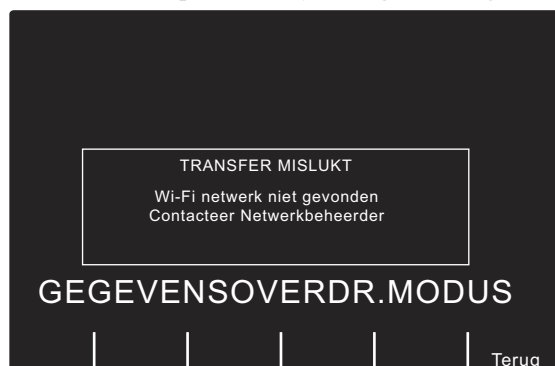 TRANSFER MISLUKT
Wi-Fi netwerk niet gevonden
Contacteer Netwerkbeheerder
GEGEVENSOVERDR.MODUS
Terug